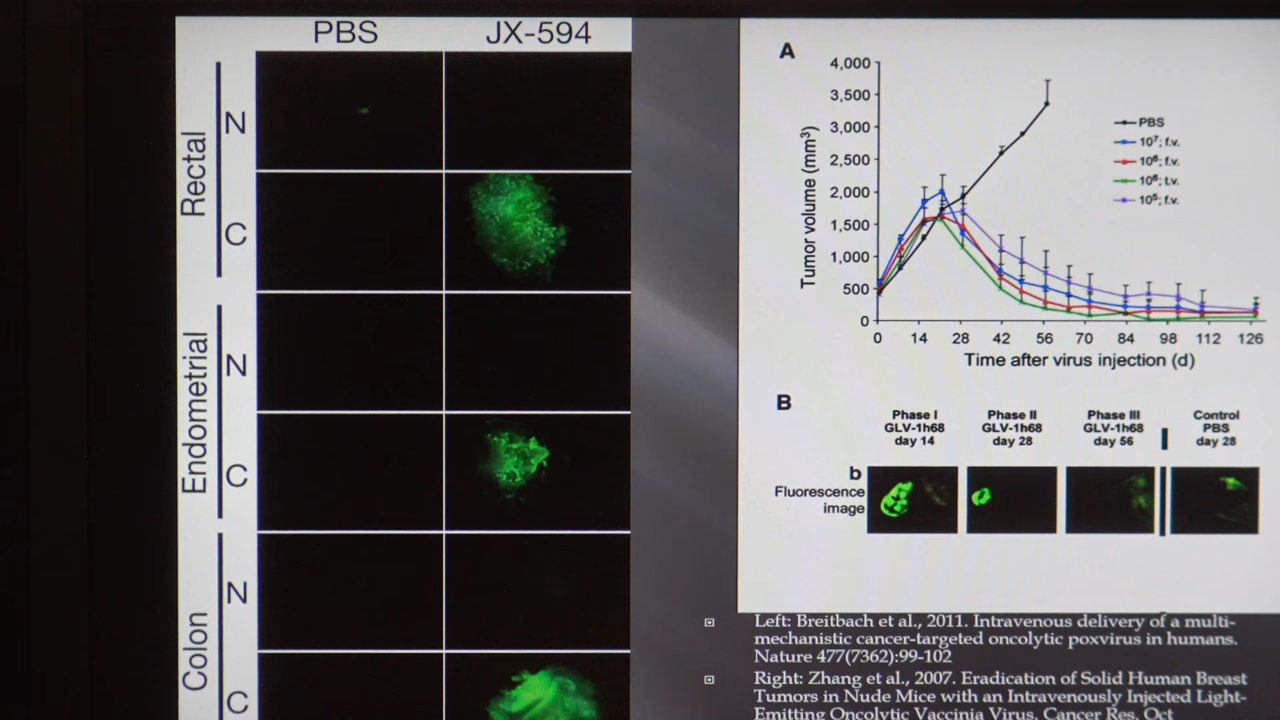 PBS
JX-594
Rectal
N
C
Endometrial
N
C
Colon
N
C
A
Tumor volume (mm³)
4,000
3,500
3,000
2,500
2,000
1,500
1,000
500
0
0 14 28 42 56 70 84 98 112 126
Time after virus injection (d)
PBS
10⁷; f.v.
10⁶; f.v.
10⁶; t.v.
10⁵; f.v.
B
Phase I
GLV-1h68
day 14
Phase II
GLV-1h68
day 28
Phase III
GLV-1h68
day 56
Control
PBS
day 28
b
Fluorescence
image
Left: Breitbach et al., 2011. Intravenous delivery of a multi-
mechanistic cancer-targeted oncolytic poxvirus in humans.
Nature 477(7362):99-102
Right: Zhang et al., 2007. Eradication of Solid Human Breast
Tumors in Nude Mice with an Intravenously Injected Light-
Emitting Oncolytic Vaccinia Virus. Cancer Res. Oct